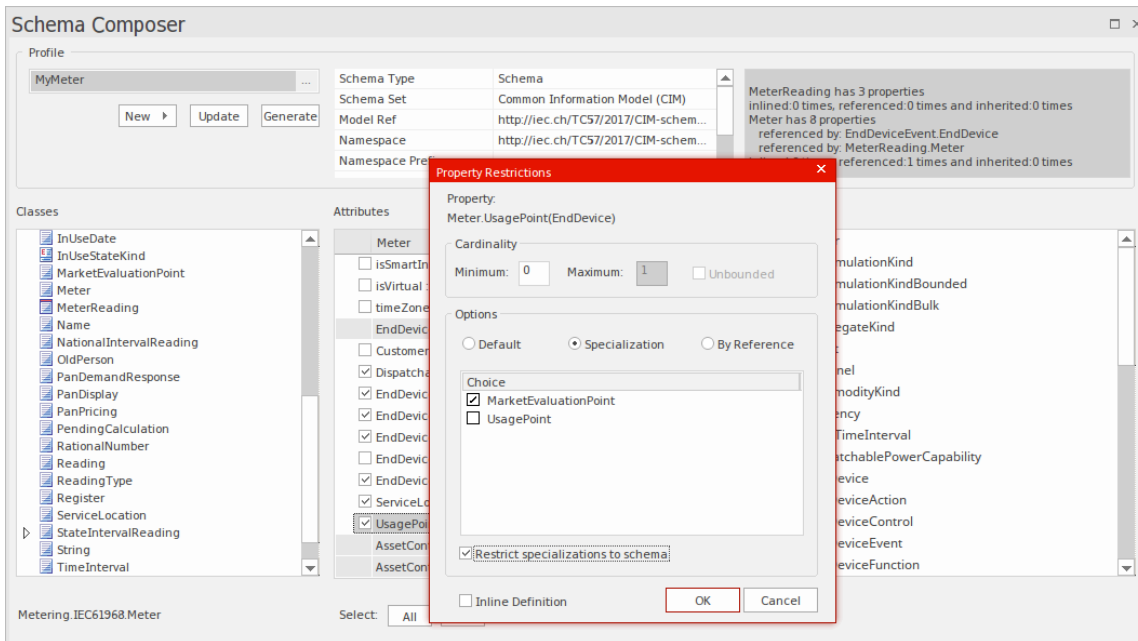 Schema Composer
Profile
MyMeter ...
New Update Generate
Schema Type Schema
Schema Set Common Information Model (CIM)
Model Ref http://iec.ch/TC57/2017/CIM-schem...
Namespace http://iec.ch/TC57/2017/CIM-schem...
Namespace Prefi
MeterReading has 3 properties
inlined:0 times, referenced:0 times and inherited:0 times
Meter has 8 properties
referenced by: EndDeviceEvent.EndDevice
referenced by: MeterReading.Meter
referenced:1 times and inherited:0 times
Classes
InUseDate
InUseStateKind
MarketEvaluationPoint
Meter
MeterReading
Name
NationalIntervalReading
OldPerson
PanDemandResponse
PanDisplay
PanPricing
PendingCalculation
RationalNumber
Reading
ReadingType
Register
ServiceLocation
StateIntervalReading
String
TimeInterval
Metering.IEC61968.Meter
Attributes
Meter
isSmartIn
isVirtual :
timeZone
EndDevic
Customer
Dispatcha
EndDevic
EndDevic
EndDevic
EndDevic
EndDevic
ServiceLo
UsagePoi
AssetCon
AssetCon
Select: All
Property Restrictions
Property:
Meter.UsagePoint(EndDevice)
Cardinality
Minimum: 0 Maximum: 1 Unbounded
Options
Default Specialization By Reference
Choice
MarketEvaluationPoint
UsagePoint
Restrict specializations to schema
Inline Definition OK Cancel
mulationKind
mulationKindBounded
mulationKindBulk
egateKind
nel
modityKind
ency
TimeInterval
atchablePowerCapability
evice
eviceAction
eviceControl
eviceEvent
eviceFunction